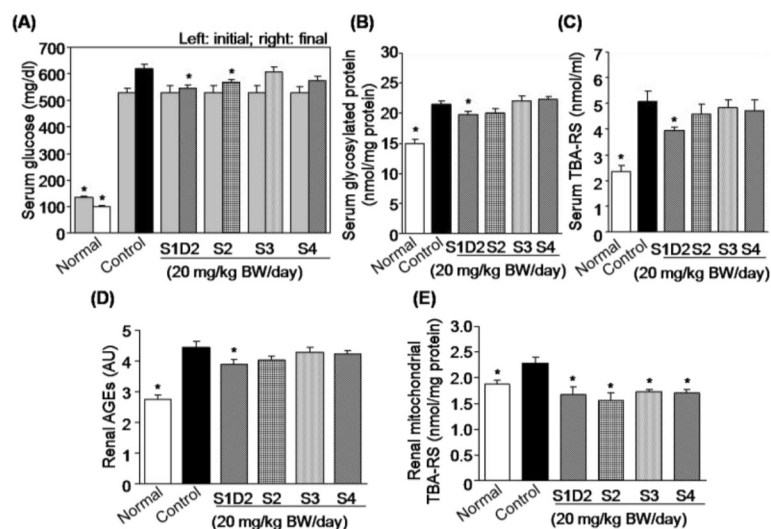 (A)
Left: initial; right: final
Serum glucose (mg/dl)
700
600
500
400
300
200
100
0
* * * *
Normal Control S1D2 S2 S3 S4
(20 mg/kg BW/day)
(B)
Serum glycosylated protein
(nmol/mg protein)
30
25
20
15
10
5
0
* *
Normal Control S1D2 S2 S3 S4
(20 mg/kg BW/day)
(C)
Serum TBA-RS (nmol/ml)
7
6
5
4
3
2
1
0
* *
Normal Control S1D2 S2 S3 S4
(20 mg/kg BW/day)
(D)
Renal AGEs (AU)
5
4
3
2
1
0
* *
Normal Control S1D2 S2 S3 S4
(20 mg/kg BW/day)
(E)
Renal mitochondrial
TBA-RS (nmol/mg protein)
3.0
2.5
2.0
1.5
1.0
0.5
0
* * * * *
Normal Control S1D2 S2 S3 S4
(20 mg/kg BW/day)